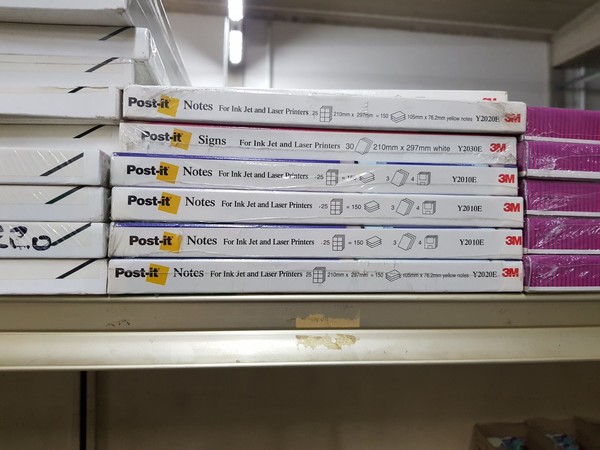 Post-it Notes For Ink Jet and Laser Printers 25 210mm x 297mm = 150 105mm x 76.2mm yellow notes Y2020E 3M
Post-it Signs For Ink Jet and Laser Printers 30 210mm x 297mm white Y2030E 3M
Post-it Notes For Ink Jet and Laser Printers 25 3 4 Y2010E 3M
Post-it Notes For Ink Jet and Laser Printers 25 = 150 3 4 Y2010E 3M
Post-it Notes For Ink Jet and Laser Printers 25 = 150 3 4 Y2010E 3M
Post-it Notes For Ink Jet and Laser Printers 25 210mm x 297mm = 150 105mm x 76.2mm yellow notes Y2020E 3M